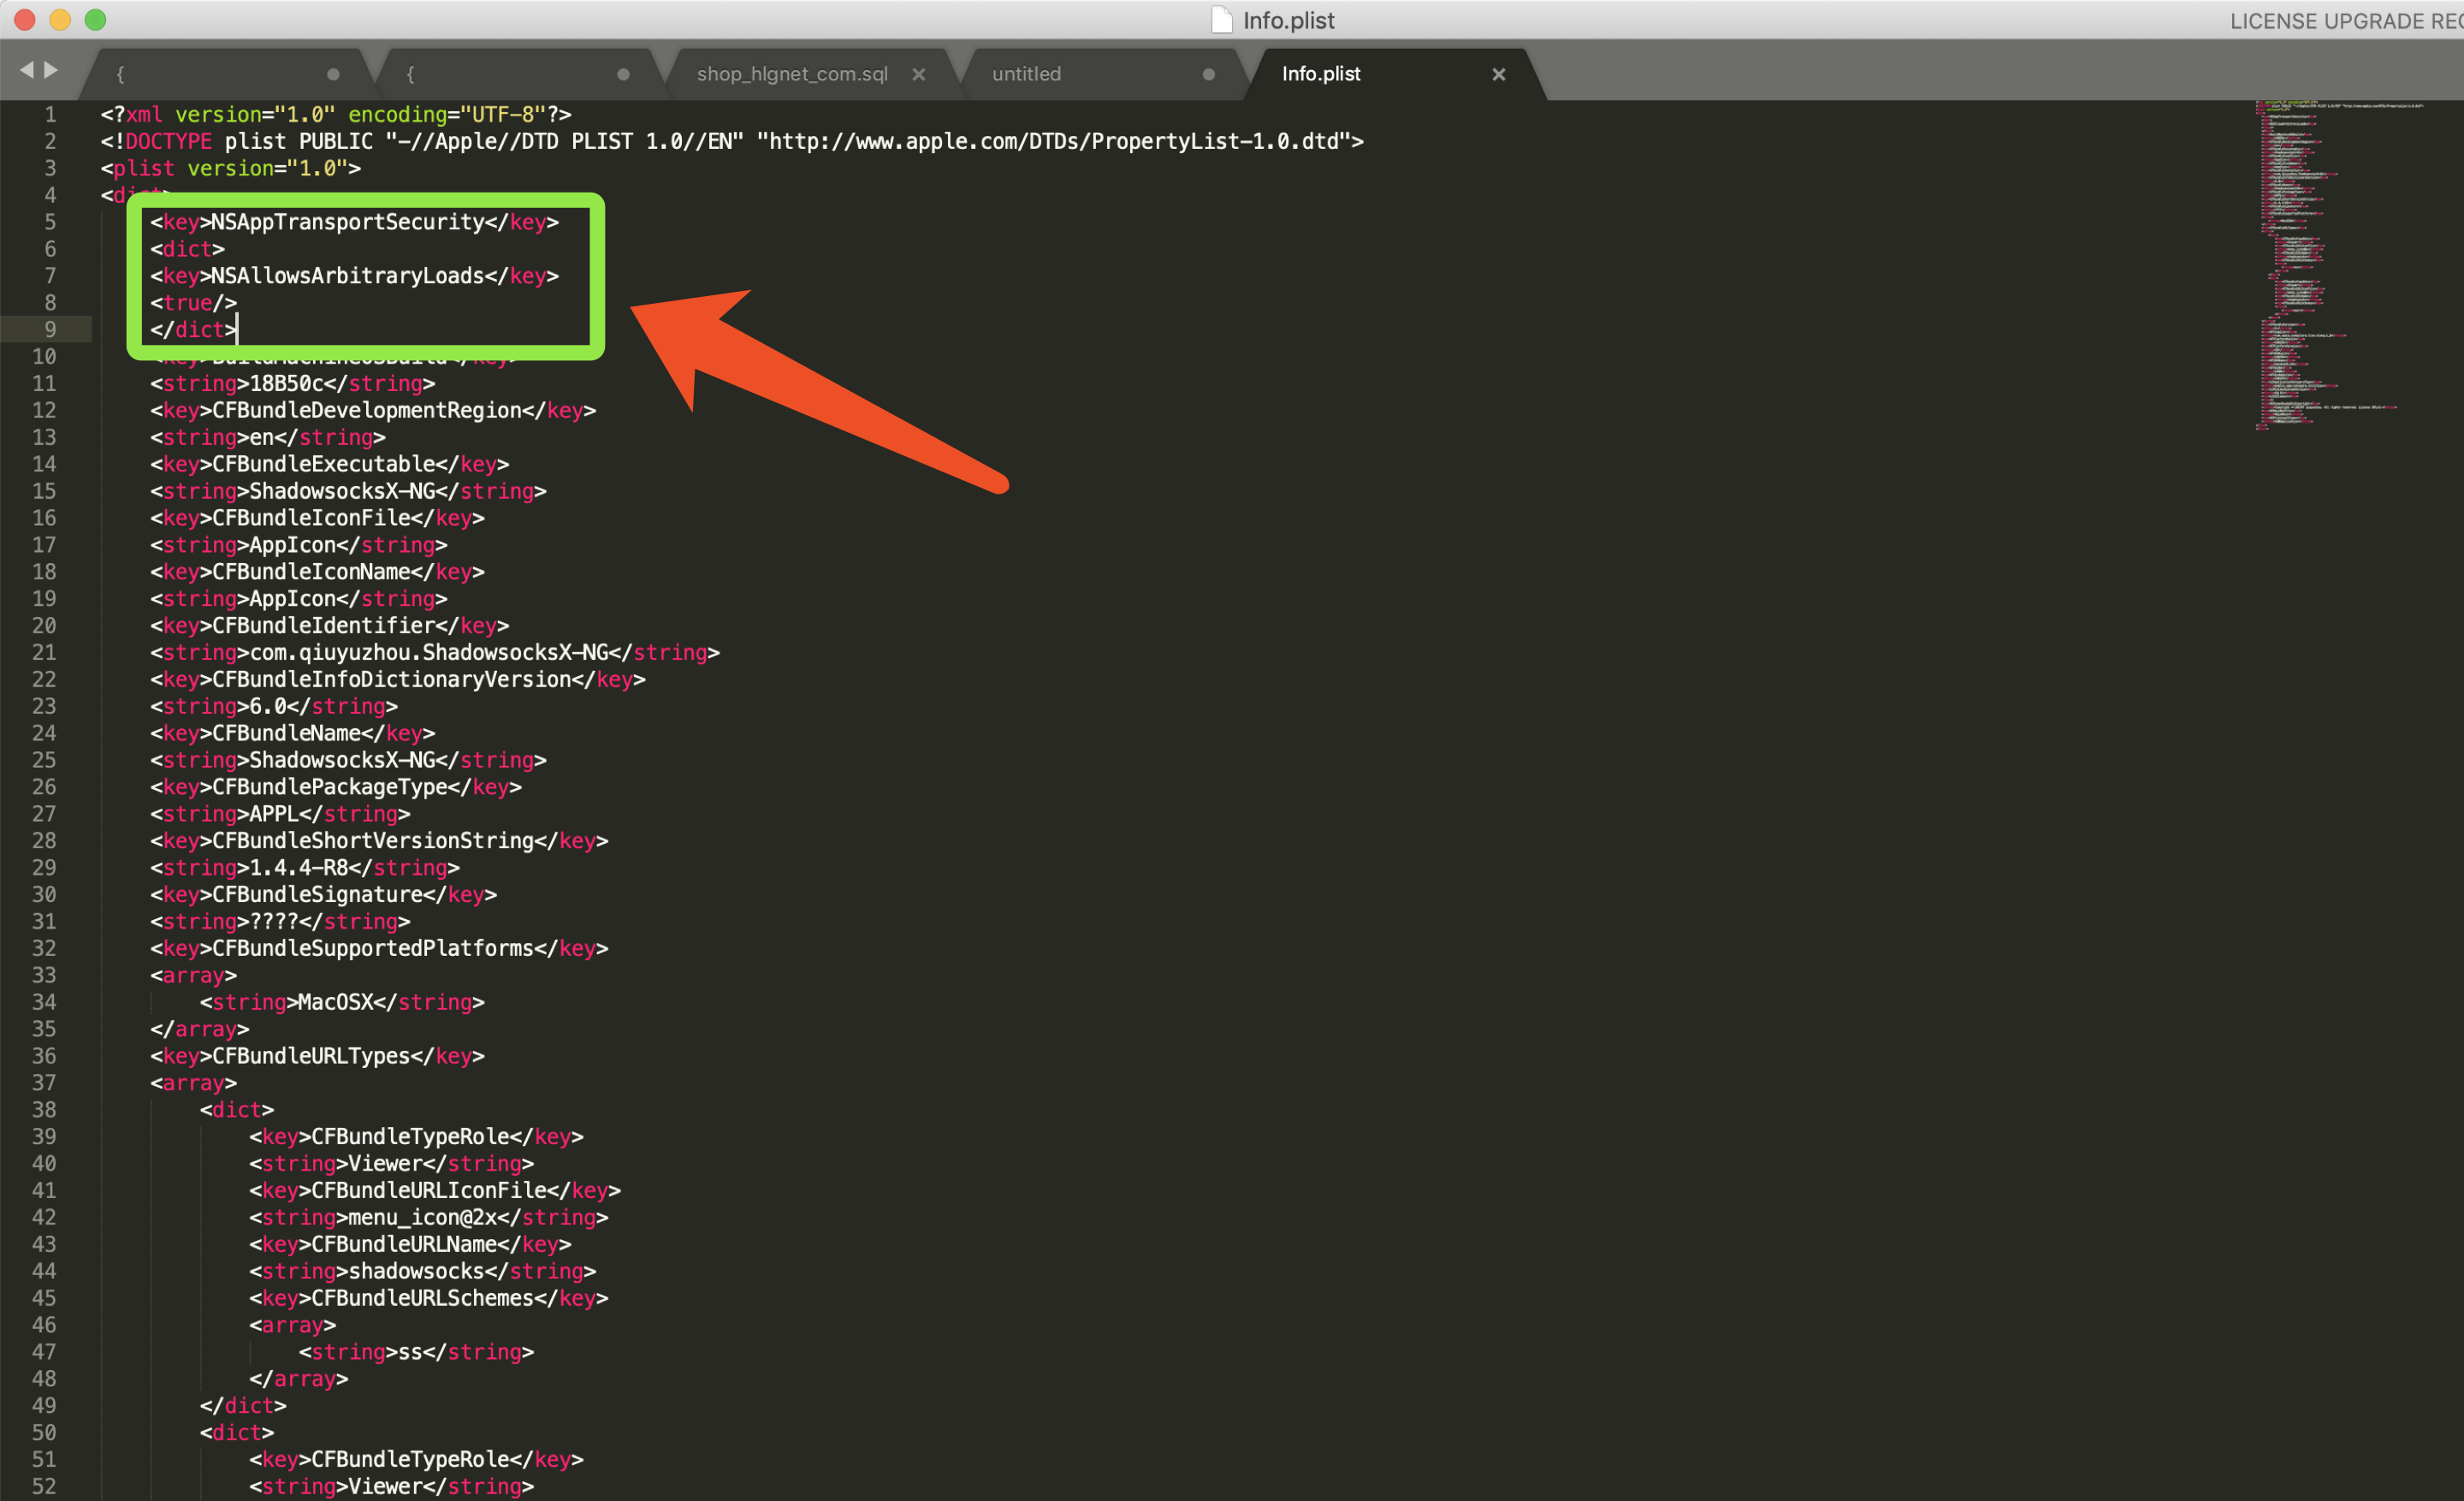 Info.plist
LICENSE UPGRADE REQ
{
{
shop_hlgnet_com.sql
untitled
Info.plist
1 <?xml version="1.0" encoding="UTF-8"?>
2 <!DOCTYPE plist PUBLIC "-//Apple//DTD PLIST 1.0//EN" "http://www.apple.com/DTDs/PropertyList-1.0.dtd">
3 <plist version="1.0">
4 <dict>
5 <key>NSAppTransportSecurity</key>
6 <dict>
7 <key>NSAllowsArbitraryLoads</key>
8 <true/>
9 </dict>
10 <key>BuildMachineOSBuild</key>
11 <string>18B50c</string>
12 <key>CFBundleDevelopmentRegion</key>
13 <string>en</string>
14 <key>CFBundleExecutable</key>
15 <string>ShadowsocksX-NG</string>
16 <key>CFBundleIconFile</key>
17 <string>AppIcon</string>
18 <key>CFBundleIconName</key>
19 <string>AppIcon</string>
20 <key>CFBundleIdentifier</key>
21 <string>com.qiuyuzhou.ShadowsocksX-NG</string>
22 <key>CFBundleInfoDictionaryVersion</key>
23 <string>6.0</string>
24 <key>CFBundleName</key>
25 <string>ShadowsocksX-NG</string>
26 <key>CFBundlePackageType</key>
27 <string>APPL</string>
28 <key>CFBundleShortVersionString</key>
29 <string>1.4.4-R8</string>
30 <key>CFBundleSignature</key>
31 <string>????</string>
32 <key>CFBundleSupportedPlatforms</key>
33 <array>
34 <string>MacOSX</string>
35 </array>
36 <key>CFBundleURLTypes</key>
37 <array>
38 <dict>
39 <key>CFBundleTypeRole</key>
40 <string>Viewer</string>
41 <key>CFBundleURLIconFile</key>
42 <string>menu_icon@2x</string>
43 <key>CFBundleURLName</key>
44 <string>shadowsocks</string>
45 <key>CFBundleURLSchemes</key>
46 <array>
47 <string>ss</string>
48 </array>
49 </dict>
50 <dict>
51 <key>CFBundleTypeRole</key>
52 <string>Viewer</string>